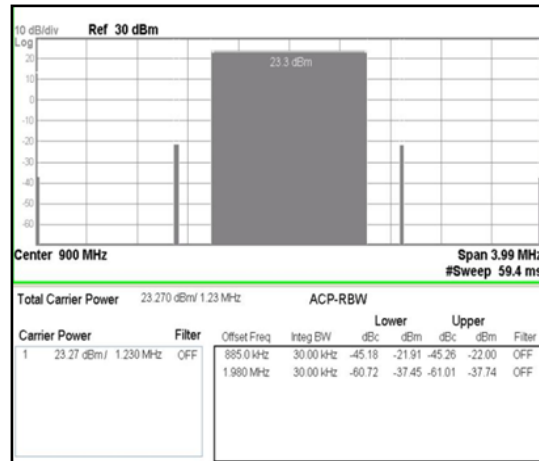 10 dB/div Ref 30 dBm
Log
23.3 dBm
20
10
0
-10
-20
-30
-40
-50
-60
Center 900 MHz Span 3.99 MHz
#Sweep 59.4 ms
Total Carrier Power 23.270 dBm/ 1.23 MHz ACP-RBW
Lower Upper
Carrier Power Filter Offset Freq Integ BW dBc dBm dBc dBm Filter
1 23.27 dBm / 1.230 MHz OFF 885.0 kHz 30.00 kHz -45.18 -21.91 -45.26 -22.00 OFF
1.980 MHz 30.00 kHz -60.72 -37.45 -61.01 -37.74 OFF